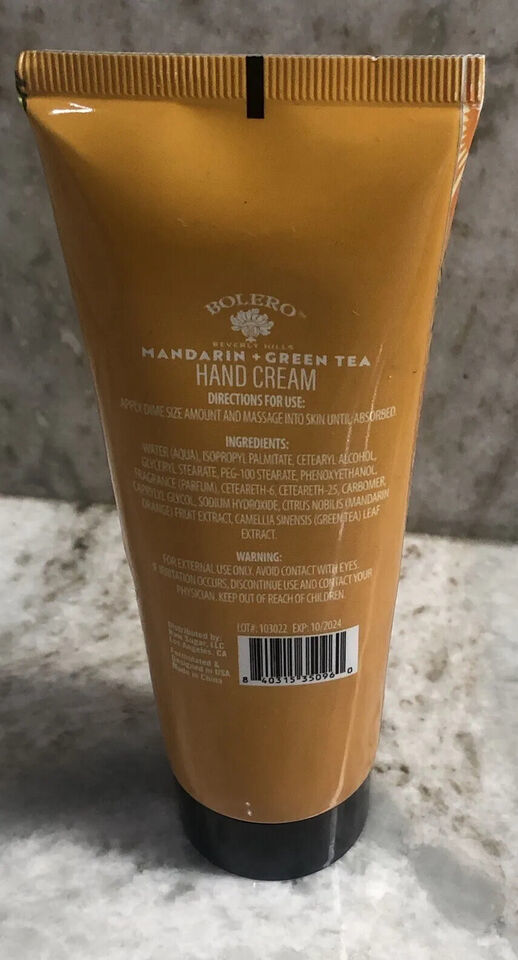 BOLERO™
BEVERLY HILLS
MANDARIN + GREEN TEA
HAND CREAM
DIRECTIONS FOR USE:
APPLY DIME SIZE AMOUNT AND MASSAGE INTO SKIN UNTIL ABSORBED.
INGREDIENTS:
WATER (AQUA), ISOPROPYL PALMITATE, CETEARYL ALCOHOL,
GLYCERYL STEARATE, PEG-100 STEARATE, PHENOXYETHANOL,
FRAGRANCE (PARFUM), CETEARETH-6, CETEARETH-25, CARBOMER,
CAPRYLYL GLYCOL, SODIUM HYDROXIDE, CITRUS NOBILIS (MANDARIN
ORANGE) FRUIT EXTRACT, CAMELLIA SINENSIS (GREEN TEA) LEAF
EXTRACT.
WARNING:
FOR EXTERNAL USE ONLY. AVOID CONTACT WITH EYES.
IF IRRITATION OCCURS, DISCONTINUE USE AND CONTACT YOUR
PHYSICIAN. KEEP OUT OF REACH OF CHILDREN.
LOT#: 103022 EXP: 10/2024
Distributed by:
Raw Sugar, LLC
Los Angeles, CA
Formulated &
Designed in USA
Made in China
8 40315 35096 0